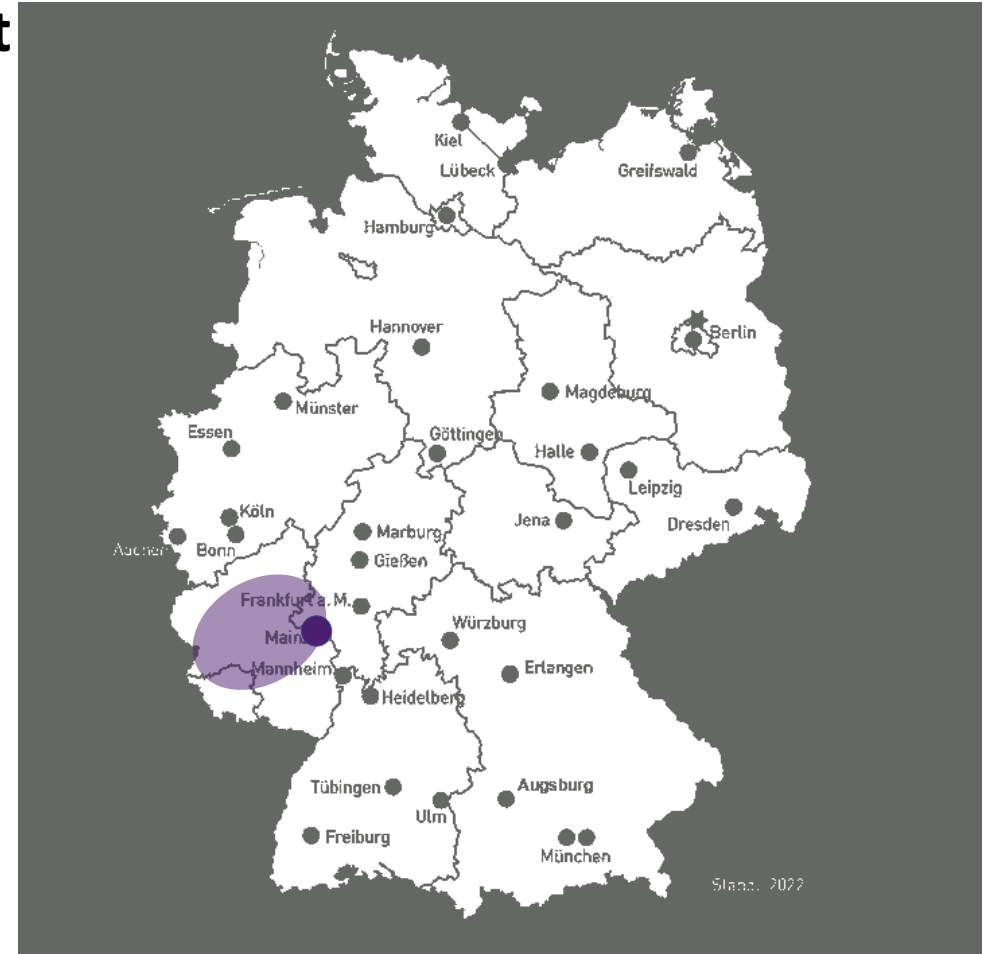 t
Kiel
Lübeck
Greifswald
Hamburg
Hannover
Berlin
Münster
Magdeburg
Essen
Göttingen
Halle
Leipzig
Köln
Jena
Dresden
Aachen
Bonn
Marburg
Gießen
Frankfurt a. M.
Würzburg
Main
Mannheim
Erlangen
Heidelberg
Tübingen
Augsburg
Ulm
Freiburg
München
Stand: 2022